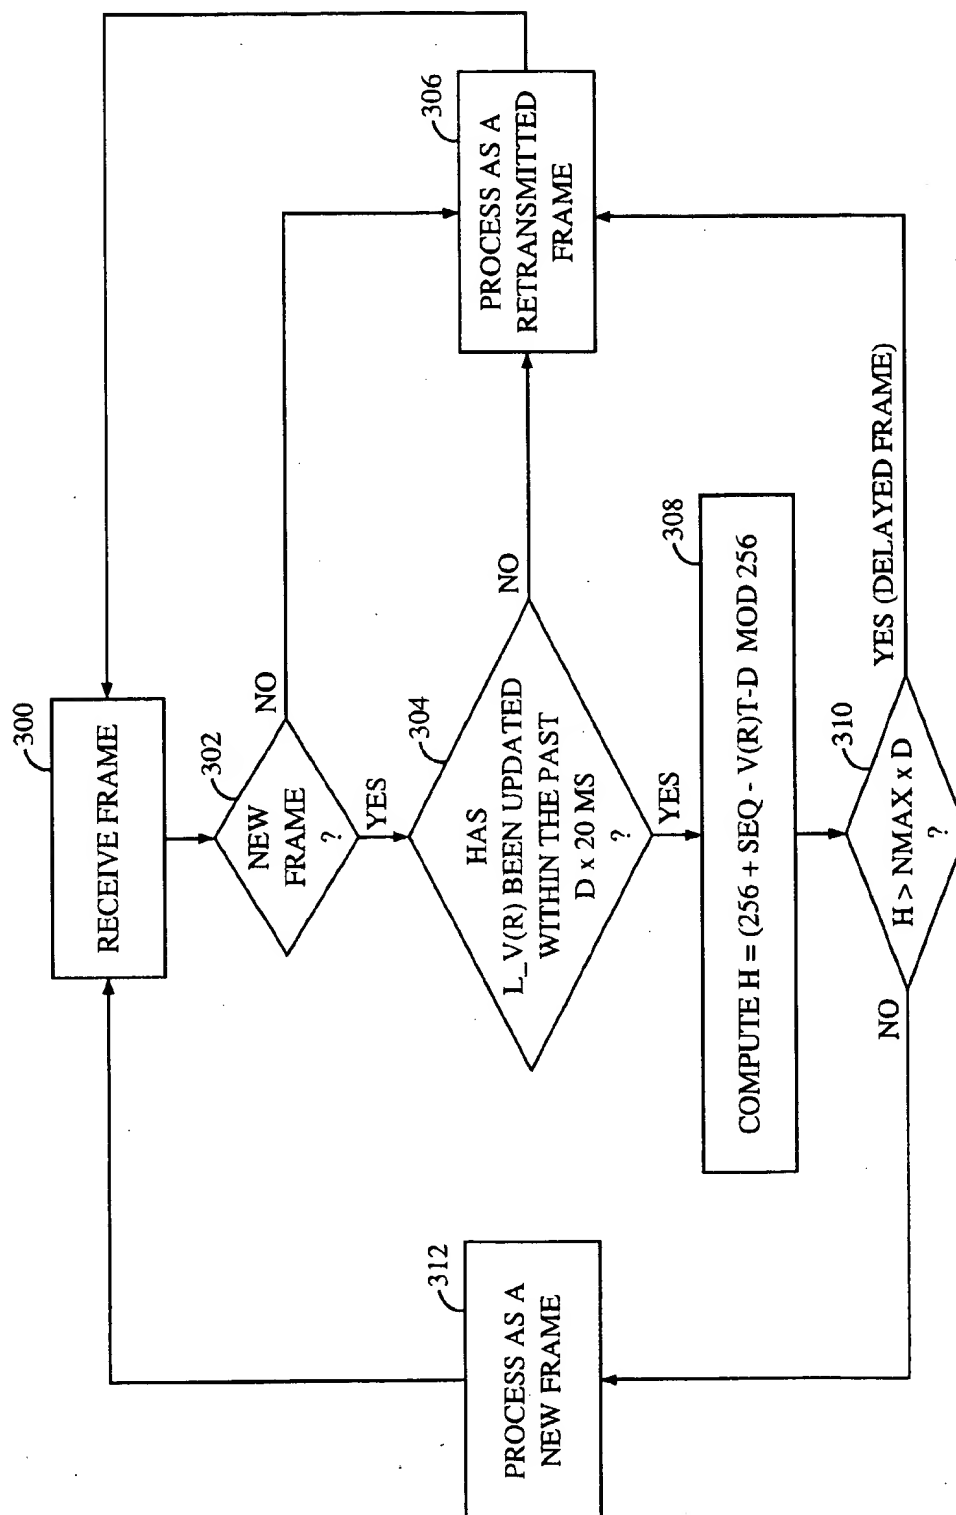 300
RECEIVE FRAME
302
NEW
FRAME
?
NO
YES
304
HAS
L_V(R) BEEN UPDATED
WITHIN THE PAST
D x 20 MS
?
NO
YES
306
PROCESS AS A
RETRANSMITTED
FRAME
308
COMPUTE H = (256 + SEQ - V(R)T-D MOD 256
310
H > NMAX x D
?
YES (DELAYED FRAME)
NO
312
PROCESS AS A
NEW FRAME